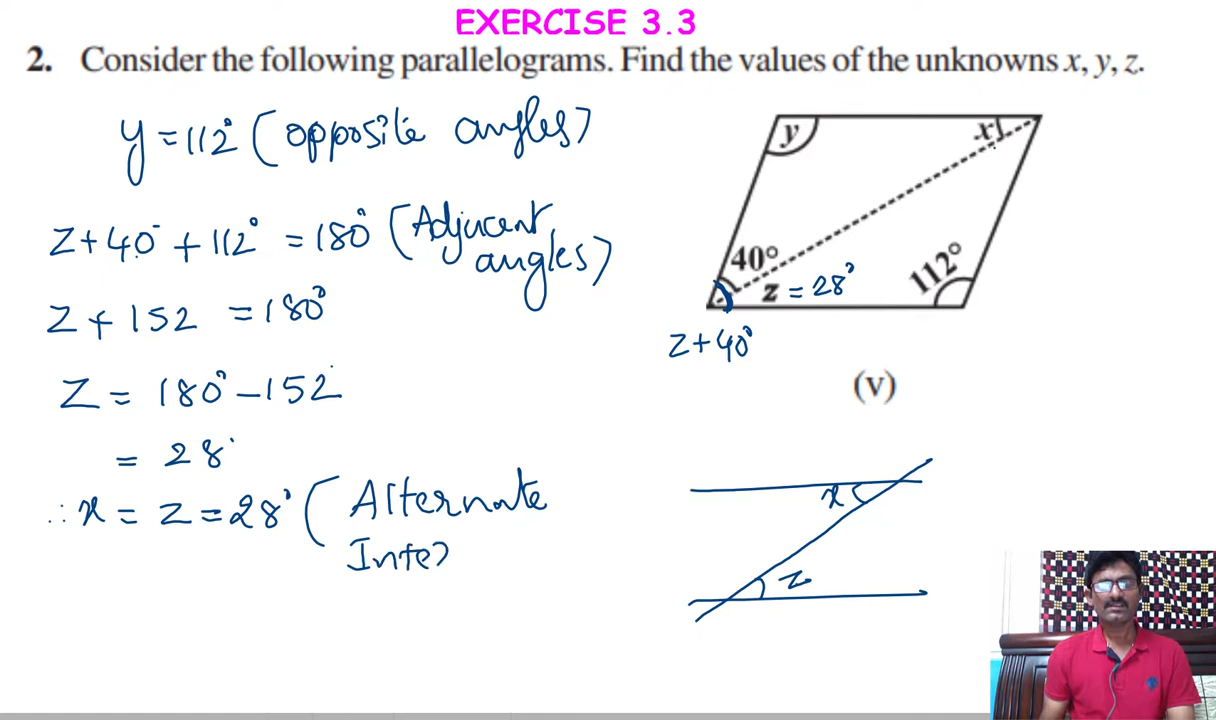 EXERCISE 3.3
2. Consider the following parallelograms. Find the values of the unknowns x, y, z.
y = 112° (opposite angles)
z + 40° + 112° = 180° (Adjacent
angles)
z + 152 = 180°
z = 180° - 152
= 28°
∴ x = z = 28° (Alternate
Inter
y
x
40°
z = 28°
112°
z + 40°
(v)
x
z